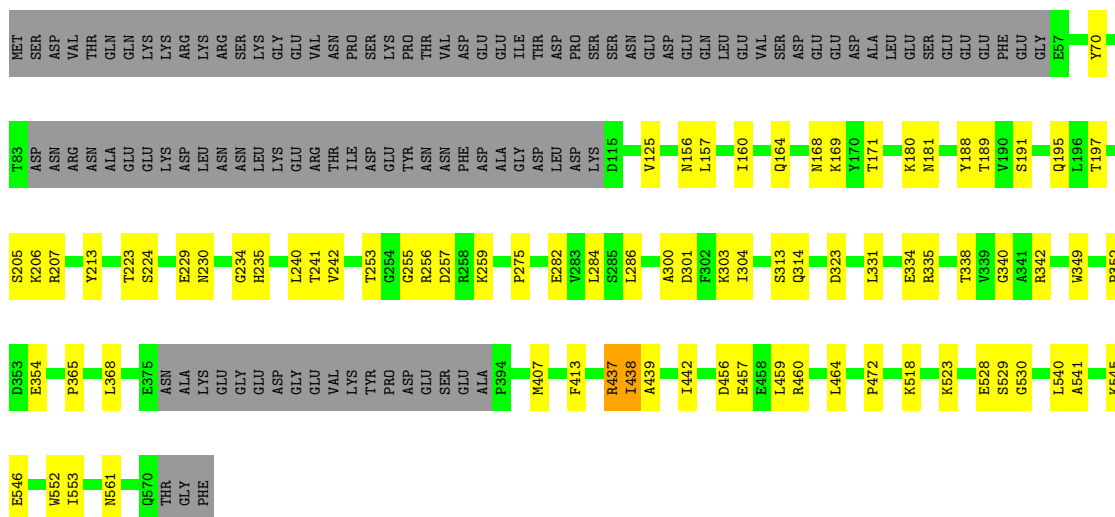 MET SER ASP VAL THR GLN GLN LYS LYS ARG LYS ARG SER LYS GLY GLU VAL ASN PRO SER LYS PRO THR VAL ASP GLU GLU ILE THR ASP PRO SER SER ASN GLU ASP GLU GLN LEU GLU VAL SER ASP GLU GLU ASP ALA LEU GLU SER GLU GLU GLU PHE GLU GLY E57 Y70
T83 ASP ASN ARG ASN ALA GLU GLU LYS ASP LEU ASN ASN LEU LYS GLU ARG THR ILE ASP GLU TYR ASN ASN PHE ASP ALA GLY ASP LEU ASP LYS D115 V125 N156 L157 I160 Q164 N168 K169 Y170 T171 K180 N181 Y188 T189 V190 S191 Q195 L196 T197
S205 K206 R207 Y213 T223 S224 E229 N230 G234 H235 L240 T241 V242 T253 G254 G255 R256 D257 R258 K259 P275 E282 V283 L284 S285 L286 A300 D301 F302 K303 I304 S313 Q314 D323 L331 E334 R335 T338 V339 G340 A341 R342 W349
D353 E354 P365 L368 E375 ASN ALA LYS GLU GLY GLU ASP GLY GLU VAL LYS TYR PRO ASP GLU SER GLU ALA P394 M407 F413 R437 I438 A439 I442 D456 E457 E458 L459 R460 L464 P472 K518 K523 E528 S529 G530 L540 A541 K545
E546 W552 I553 N561 Q570 THR GLY PHE